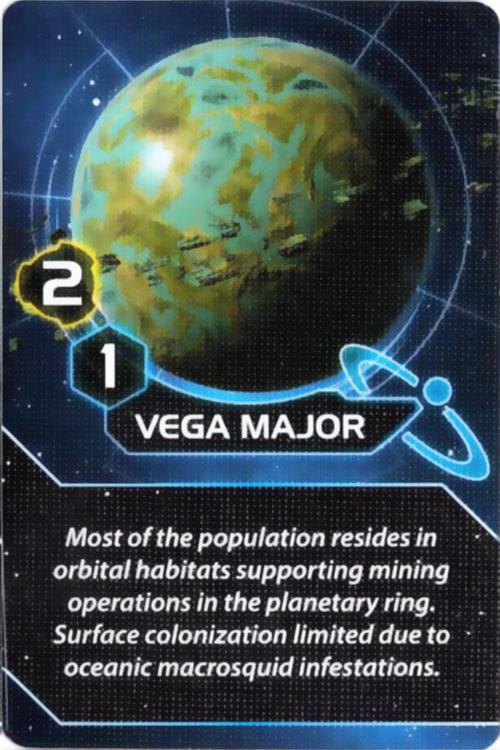 2
1
VEGA MAJOR
Most of the population resides in
orbital habitats supporting mining
operations in the planetary ring.
Surface colonization limited due to
oceanic macrosquid infestations.